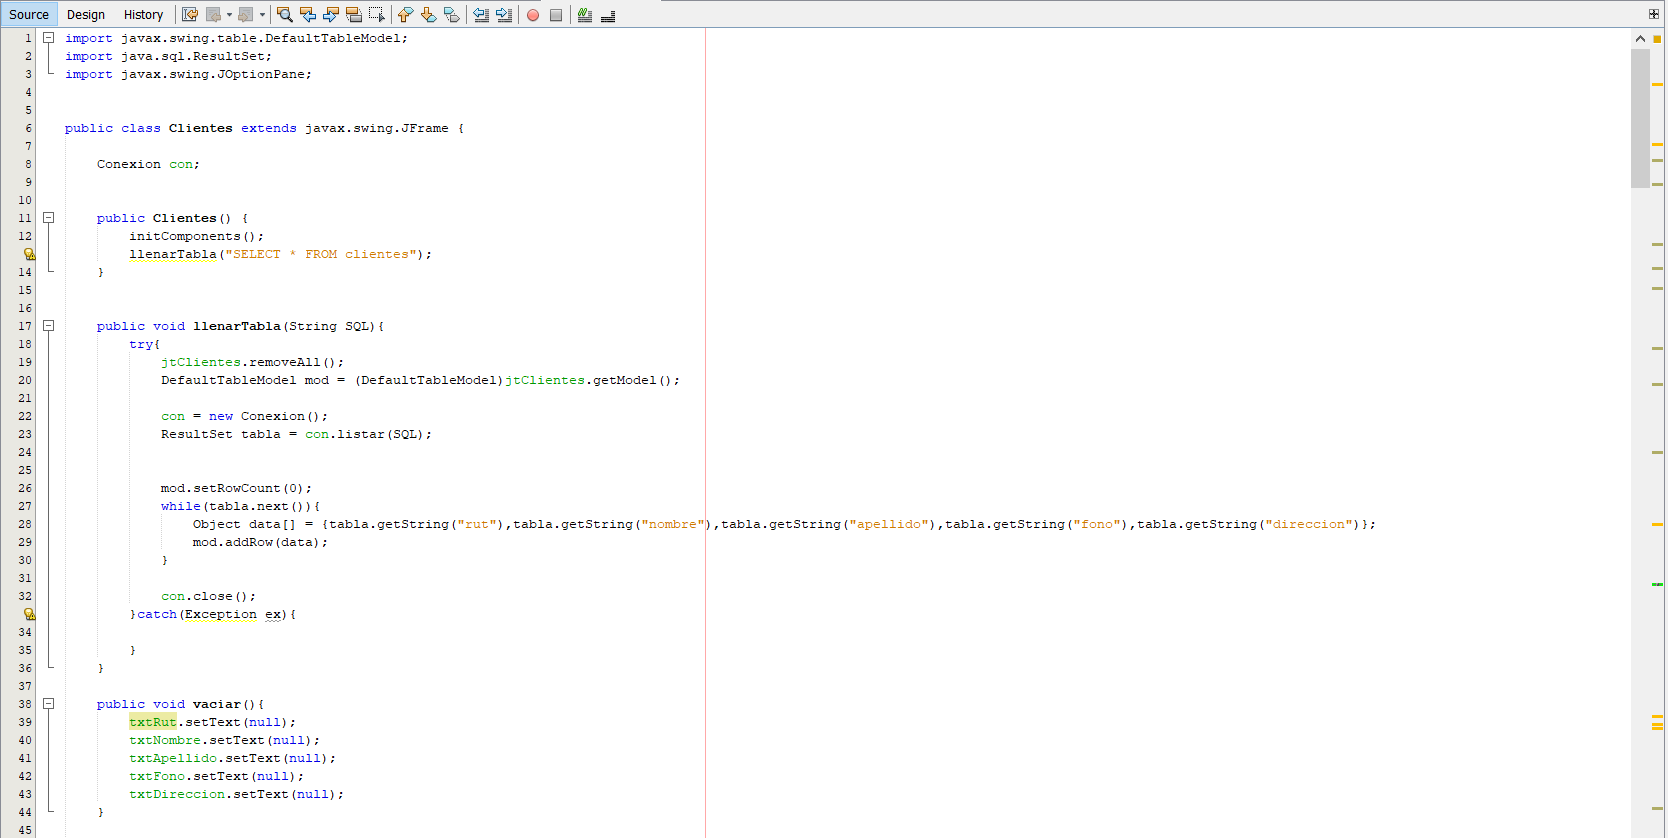 Source Design History
1 import javax.swing.table.DefaultTableModel;
2 import java.sql.ResultSet;
3 import javax.swing.JOptionPane;
4
5
6 public class Clientes extends javax.swing.JFrame {
7
8 Conexion con;
9
10
11 public Clientes() {
12 initComponents();
llenarTabla("SELECT * FROM clientes");
14 }
15
16
17 public void llenarTabla(String SQL){
18 try{
19 jtClientes.removeAll();
20 DefaultTableModel mod = (DefaultTableModel)jtClientes.getModel();
21
22 con = new Conexion();
23 ResultSet tabla = con.listar(SQL);
24
25
26 mod.setRowCount(0);
27 while(tabla.next()){
28 Object data[] = {tabla.getString("rut"),tabla.getString("nombre"),tabla.getString("apellido"),tabla.getString("fono"),tabla.getString("direccion")};
29 mod.addRow(data);
30 }
31
32 con.close();
}catch(Exception ex){
34
35 }
36 }
37
38 public void vaciar(){
39 txtRut.setText(null);
40 txtNombre.setText(null);
41 txtApellido.setText(null);
42 txtFono.setText(null);
43 txtDireccion.setText(null);
44 }
45